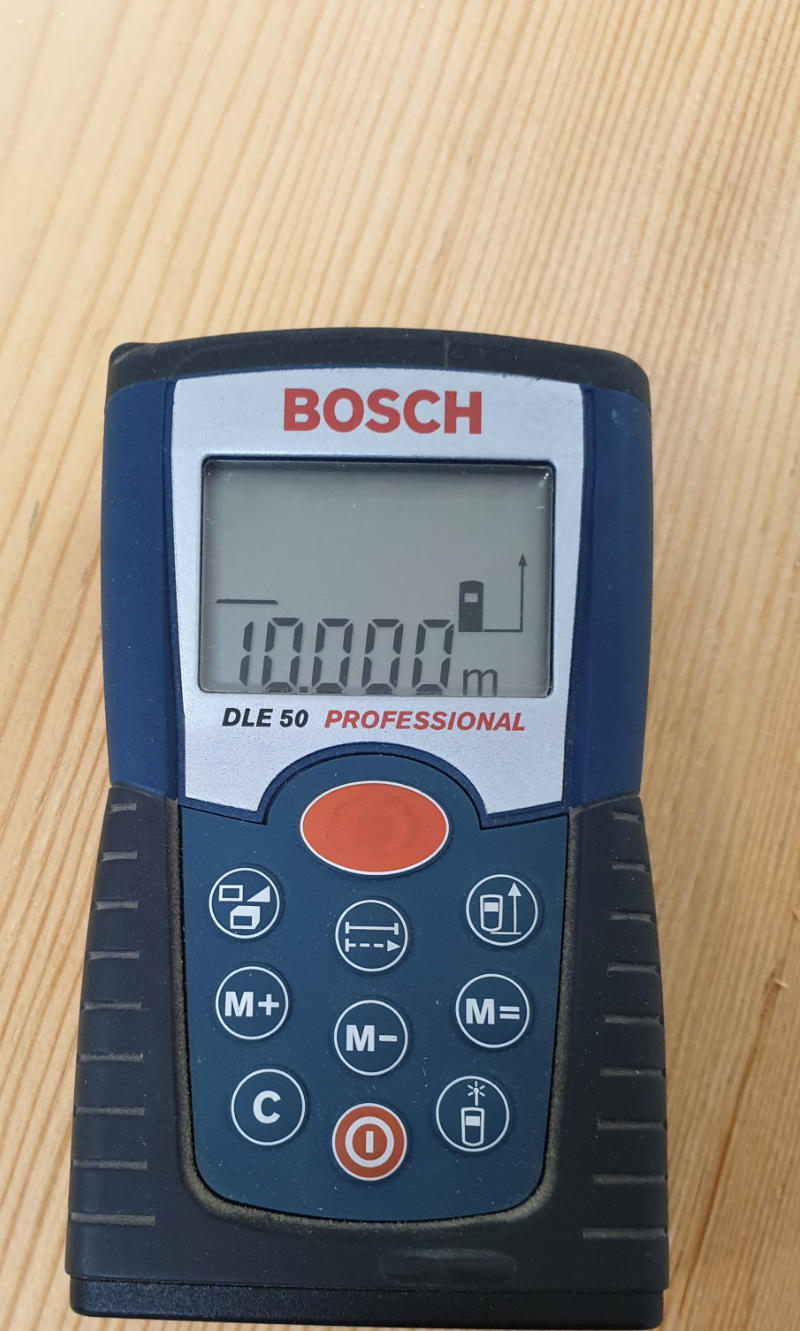 BOSCH
10.000 m
DLE 50 PROFESSIONAL
M+
M-
M=
C